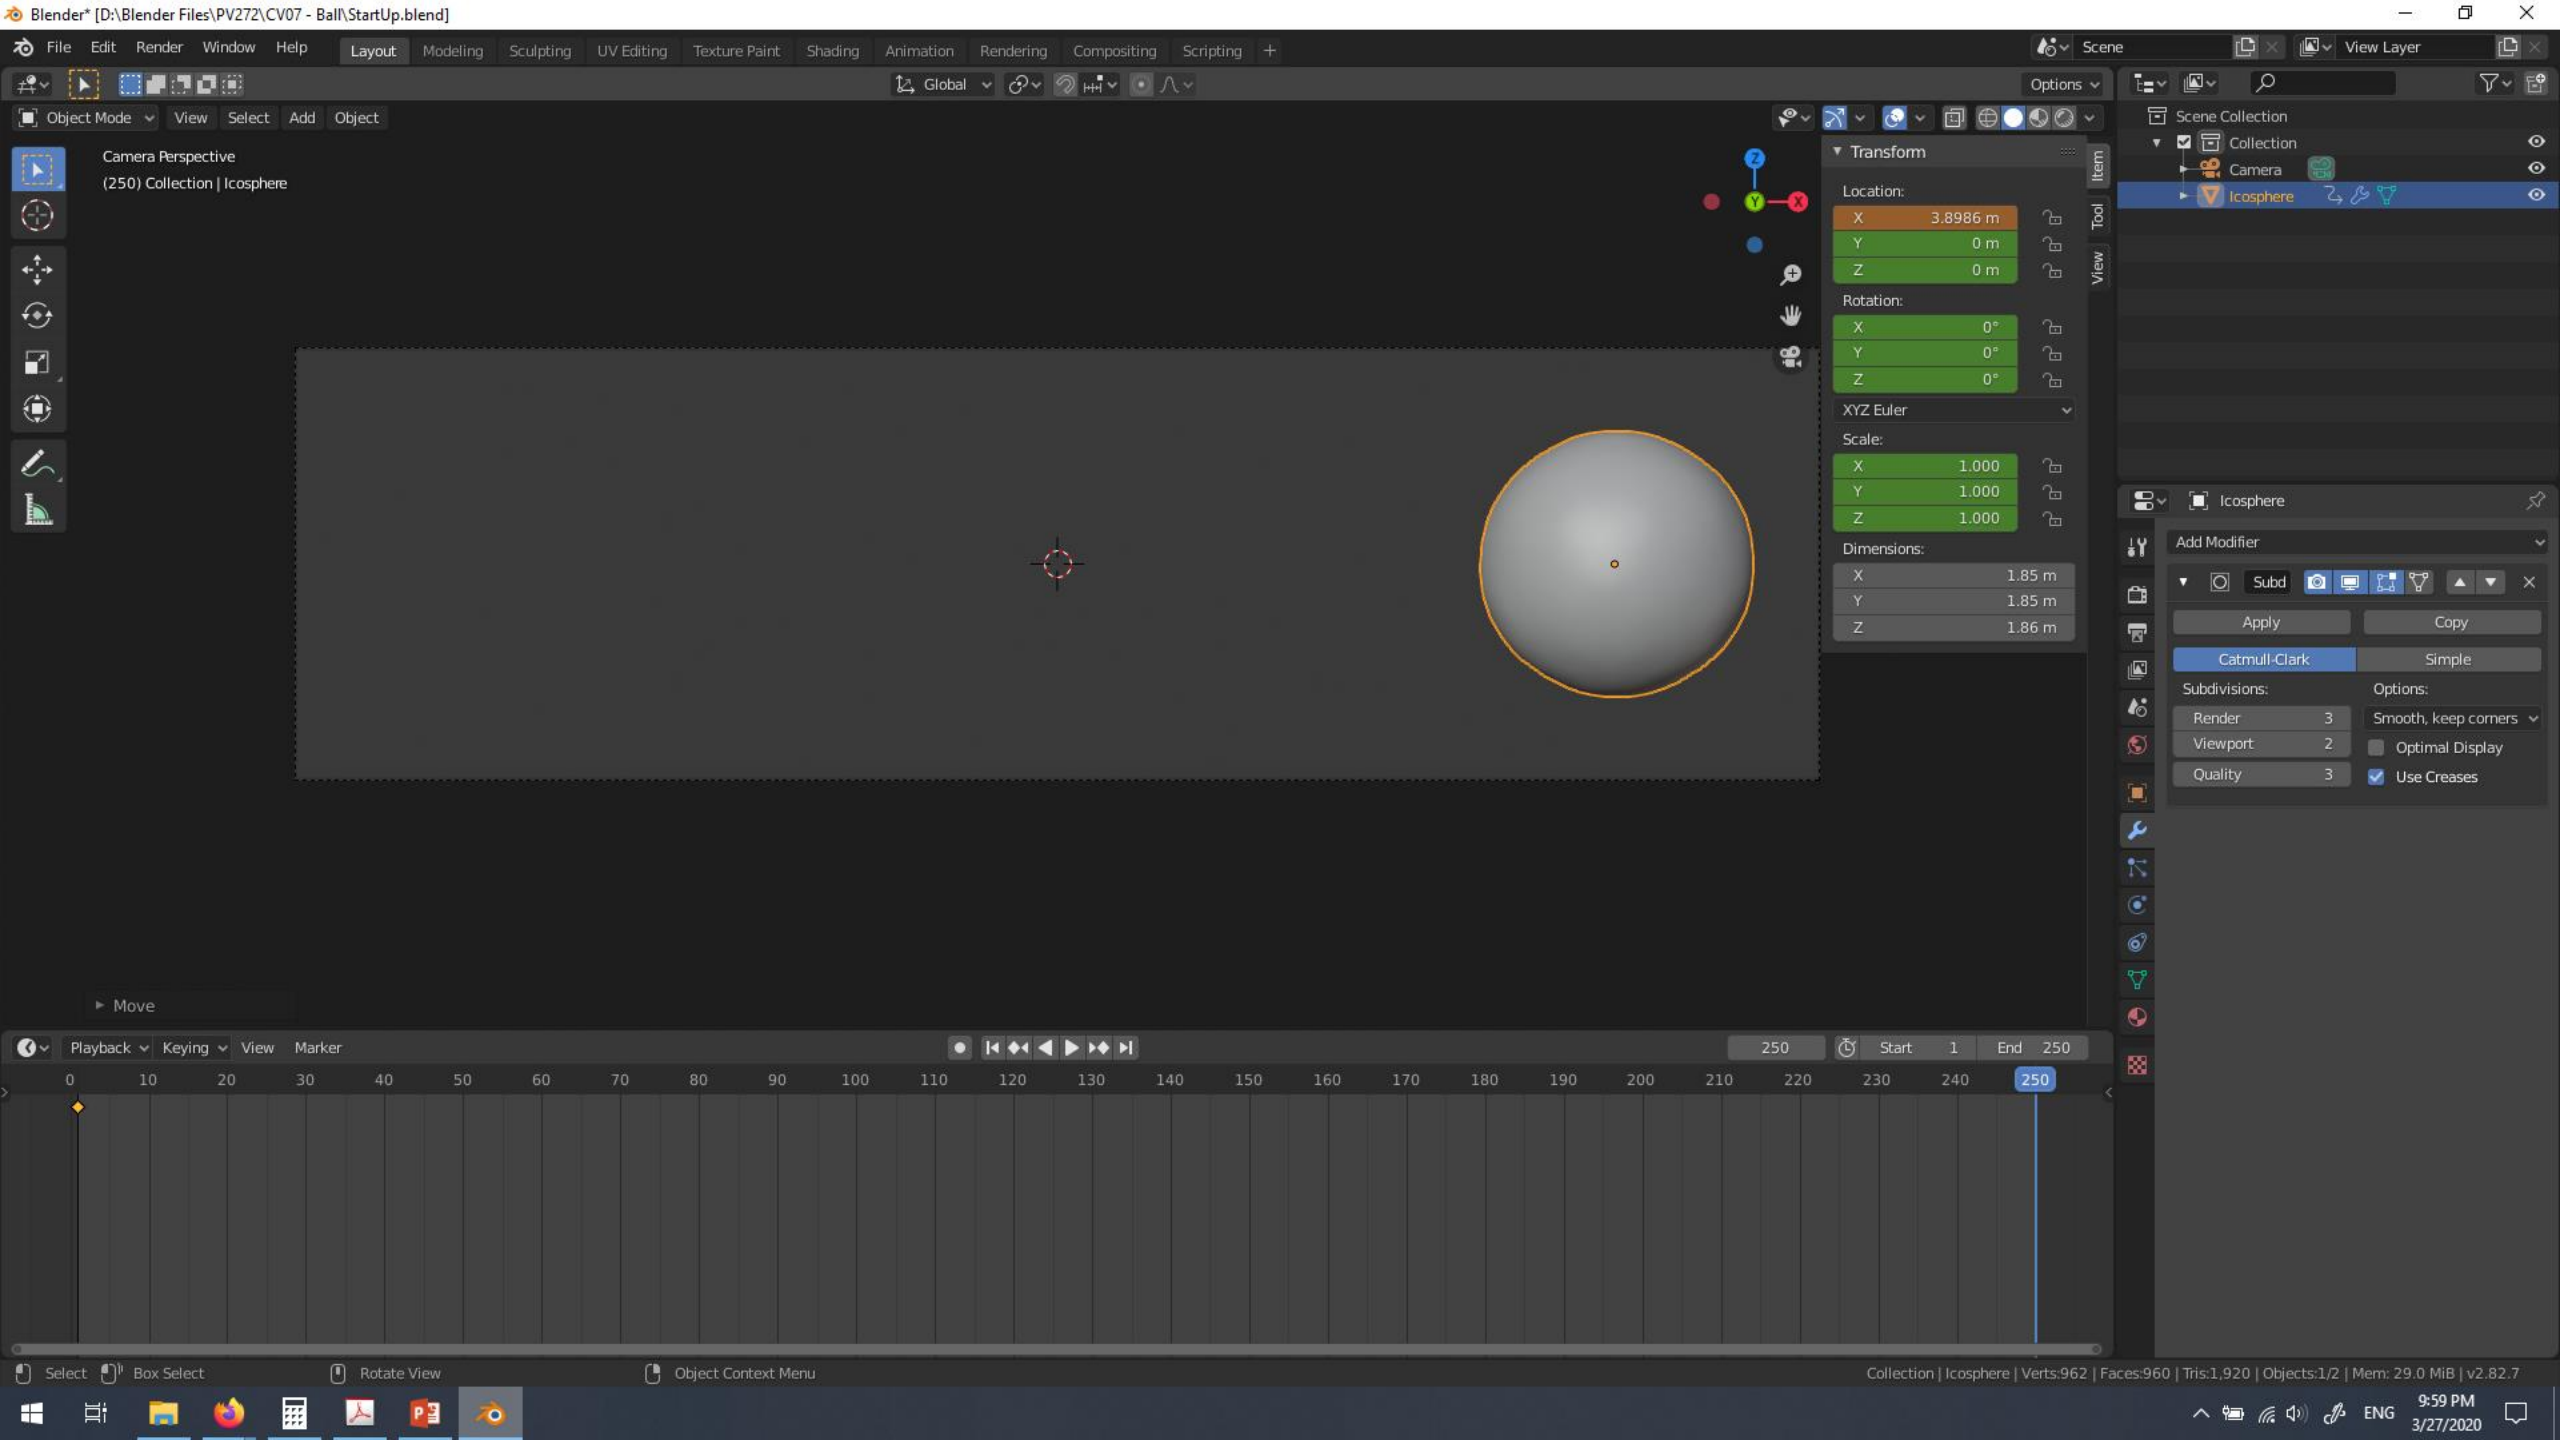 Blender* [D:\Blender Files\PV272\CV07 - Ball\StartUp.blend]
File Edit Render Window Help Layout Modeling Sculpting UV Editing Texture Paint Shading Animation Rendering Compositing Scripting + Scene View Layer
Global Options
Object Mode View Select Add Object
Camera Perspective
(250) Collection | Icosphere
Z
Y
X
Transform
Location:
X 3.8986 m
Y 0 m
Z 0 m
Rotation:
X 0°
Y 0°
Z 0°
XYZ Euler
Scale:
X 1.000
Y 1.000
Z 1.000
Dimensions:
X 1.85 m
Y 1.85 m
Z 1.86 m
Item
Tool
View
Scene Collection
Collection
Camera
Icosphere
Icosphere
Add Modifier
Subd
Apply Copy
Catmull-Clark Simple
Subdivisions: Options:
Render 3 Smooth, keep corners
Viewport 2 Optimal Display
Quality 3 Use Creases
Move
Playback Keying View Marker 250 Start 1 End 250
0 10 20 30 40 50 60 70 80 90 100 110 120 130 140 150 160 170 180 190 200 210 220 230 240 250
Select Box Select Rotate View Object Context Menu Collection | Icosphere | Verts:962 | Faces:960 | Tris:1,920 | Objects:1/2 | Mem: 29.0 MiB | v2.82.7
ENG
9:59 PM
3/27/2020